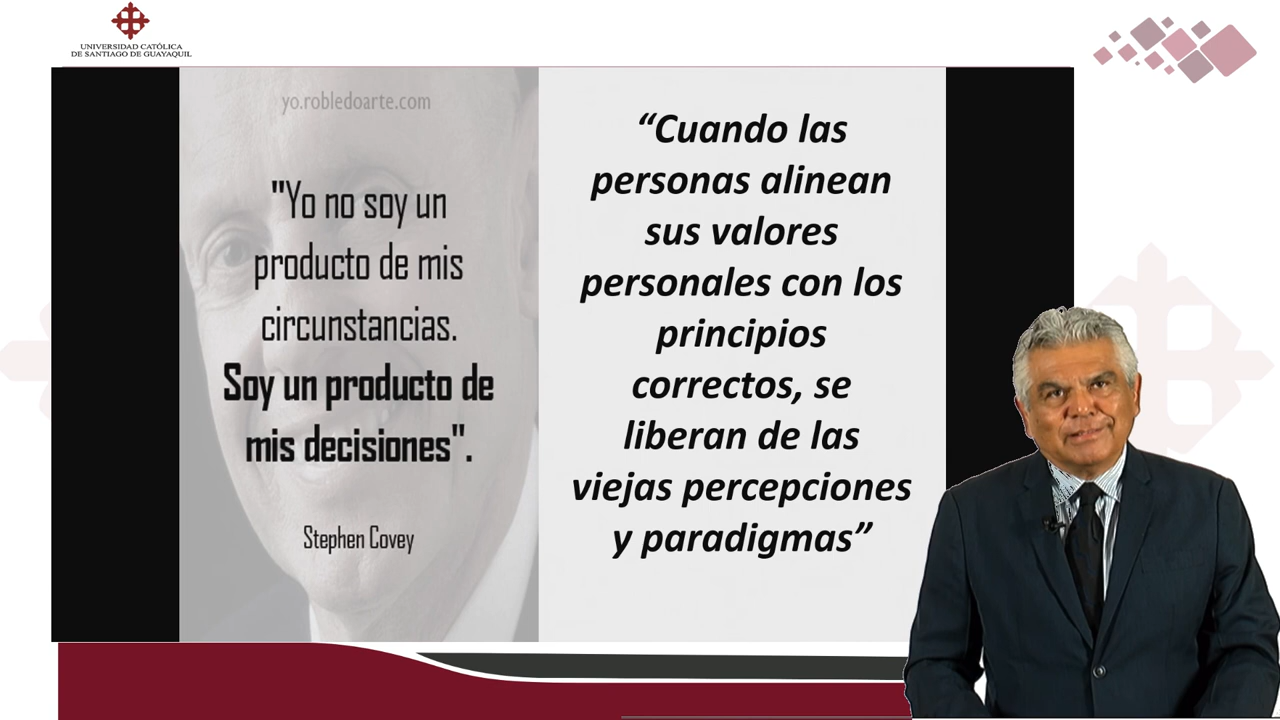 UNIVERSIDAD CATÓLICA
DE SANTIAGO DE GUAYAQUIL
yo.robledoarte.com
"Yo no soy un
producto de mis
circunstancias.
Soy un producto de
mis decisiones".
Stephen Covey
“Cuando las
personas alinean
sus valores
personales con los
principios
correctos, se
liberan de las
viejas percepciones
y paradigmas”